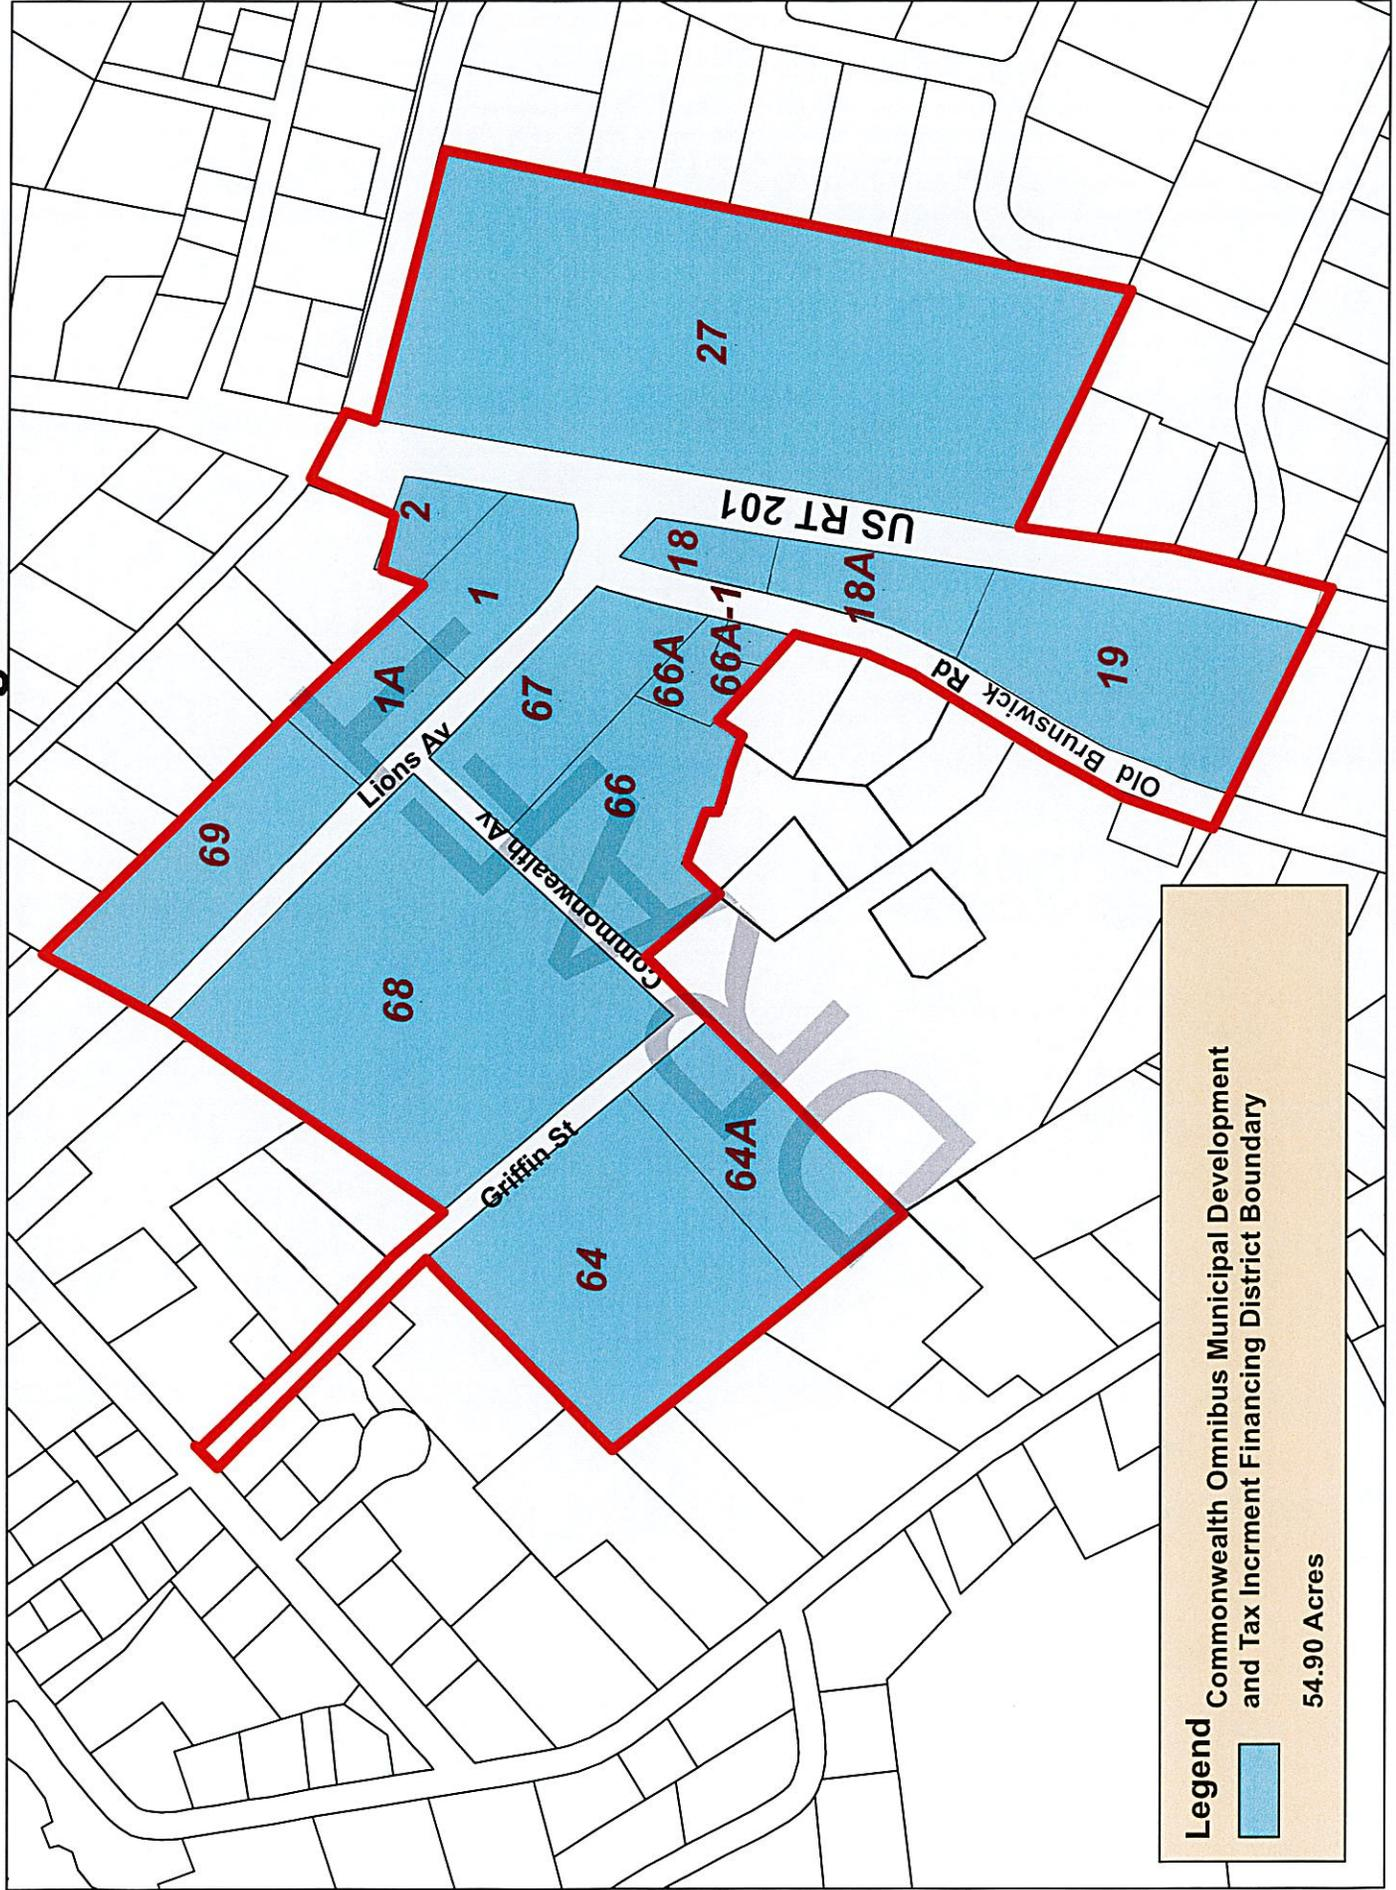 69
1A
2
1
Lions Av
68
67
66A
66A-1
66
18
18A
US RT 201
27
19
Old Brunswick Rd
Commonwealth Av
Griffin St
64
64A
DRAFT
Legend
Commonwealth Omnibus Municipal Development
and Tax Incrment Financing District Boundary
54.90 Acres